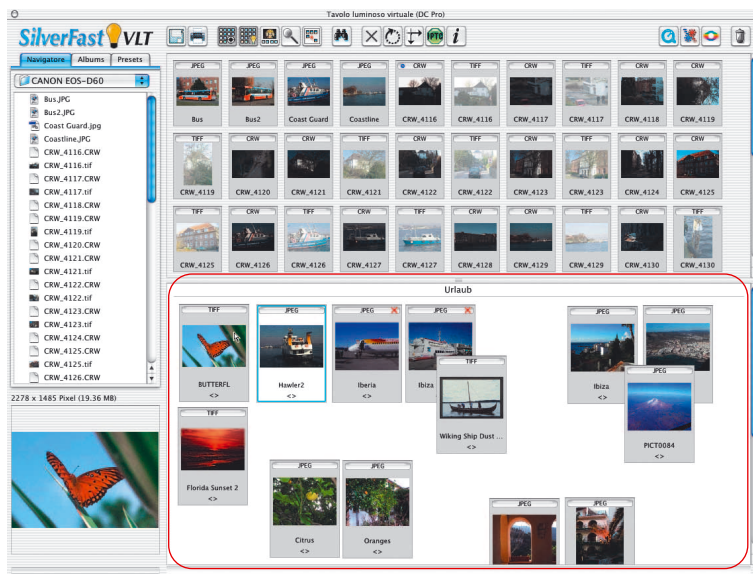 Tavolo luminoso virtuale (DC Pro)
SilverFast VLT
IPTC
i
Navigatore Albums Presets
CANON EOS-D60
Bus.JPG
Bus2.JPG
Coast Guard.jpg
Coastline.JPG
CRW_4116.CRW
CRW_4116.tif
CRW_4117.CRW
CRW_4117.tif
CRW_4118.CRW
CRW_4119.CRW
CRW_4119.tif
CRW_4120.CRW
CRW_4121.CRW
CRW_4121.tif
CRW_4122.CRW
CRW_4122.tif
CRW_4123.CRW
CRW_4123.tif
CRW_4124.CRW
CRW_4125.CRW
CRW_4125.tif
CRW_4126.CRW
2278 x 1485 Pixel (19.36 MB)
JPEG JPEG JPEG JPEG CRW TIFF CRW TIFF CRW CRW
Bus Bus2 Coast Guard Coastline CRW_4116 CRW_4116 CRW_4117 CRW_4117 CRW_4118 CRW_4119
TIFF CRW CRW TIFF CRW TIFF CRW TIFF CRW CRW
CRW_4119 CRW_4120 CRW_4121 CRW_4121 CRW_4122 CRW_4122 CRW_4123 CRW_4123 CRW_4124 CRW_4125
TIFF CRW TIFF CRW TIFF CRW CRW TIFF CRW TIFF
CRW_4125 CRW_4126 CRW_4126 CRW_4127 CRW_4127 CRW_4128 CRW_4129 CRW_4129 CRW_4130 CRW_4130
Urlaub
TIFF JPEG JPEG JPEG JPEG JPEG
BUTTERFL Hawler2 Iberia Ibiza Ibiza
<> <> <> <> <>
TIFF
Wiking Ship Dust ...
<>
JPEG
PICT0084
<>
TIFF
Florida Sunset 2
<>
JPEG JPEG
Citrus Oranges
<> <>
JPEG JPEG